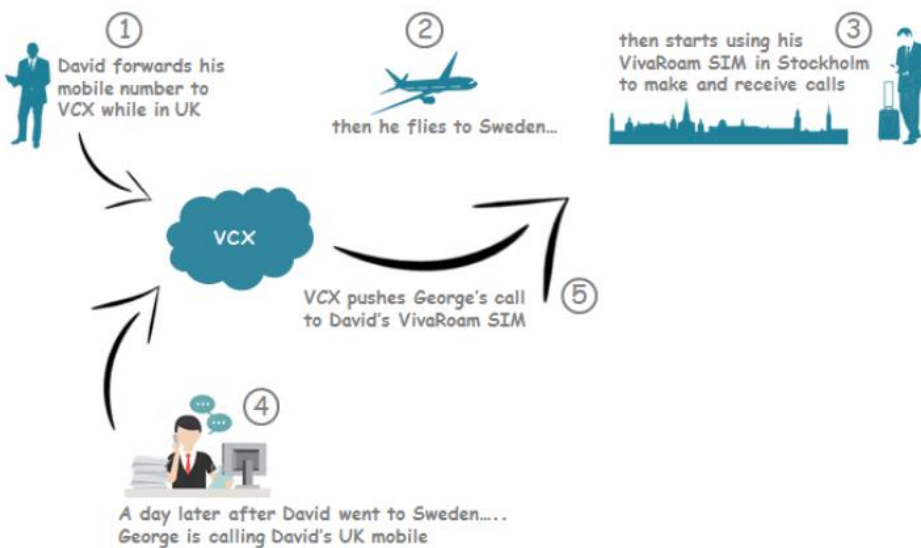 1
David forwards his
mobile number to
VCX while in UK
2
then he flies to Sweden...
3
then starts using his
VivaRoam SIM in Stockholm
to make and receive calls
VCX
VCX pushes George's call
to David's VivaRoam SIM
5
4
A day later after David went to Sweden.....
George is calling David's UK mobile